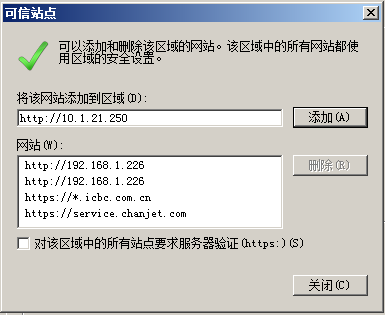 可信站点
可以添加和删除该区域的网站。该区域中的所有网站都使
用区域的安全设置。
将该网站添加到区域(D):
http://10.1.21.250
添加(A)
网站(W):
http://192.168.1.226
http://192.168.1.226
https://*.icbc.com.cn
https://service.chanjet.com
删除(R)
对该区域中的所有站点要求服务器验证(https:)(S)
关闭(C)